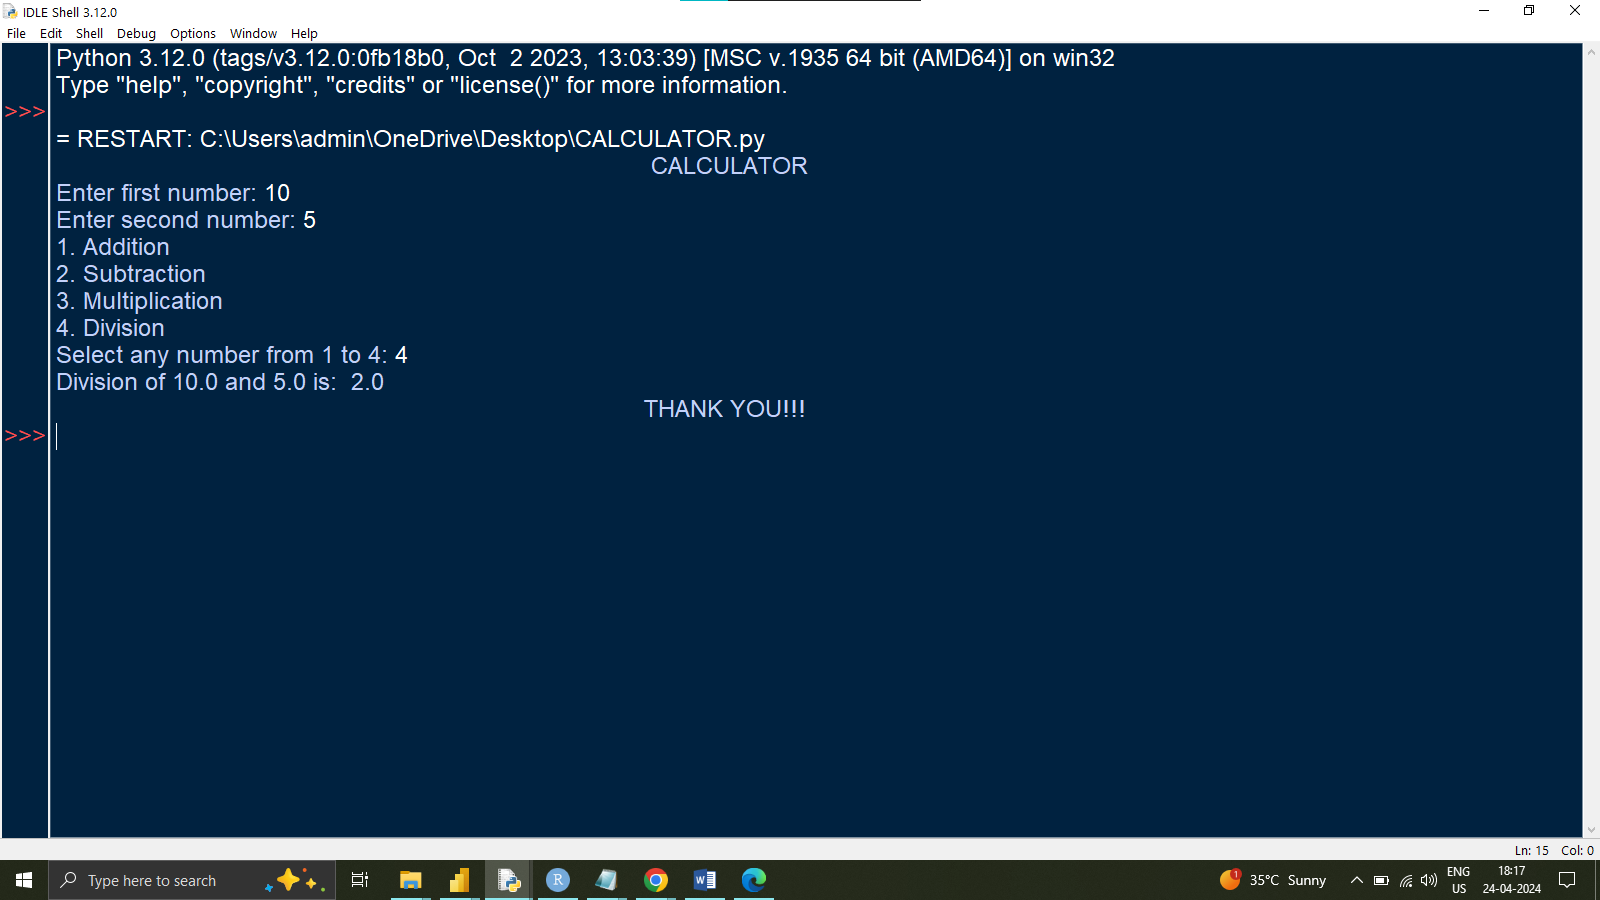 IDLE Shell 3.12.0
File Edit Shell Debug Options Window Help
Python 3.12.0 (tags/v3.12.0:0fb18b0, Oct  2 2023, 13:03:39) [MSC v.1935 64 bit (AMD64)] on win32
Type "help", "copyright", "credits" or "license()" for more information.
>>>
= RESTART: C:\Users\admin\OneDrive\Desktop\CALCULATOR.py
CALCULATOR
Enter first number: 10
Enter second number: 5
1. Addition
2. Subtraction
3. Multiplication
4. Division
Select any number from 1 to 4: 4
Division of 10.0 and 5.0 is:  2.0
THANK YOU!!!
>>>
Ln: 15 Col: 0
Type here to search
R
W
1
35°C Sunny
ENG
US
18:17
24-04-2024